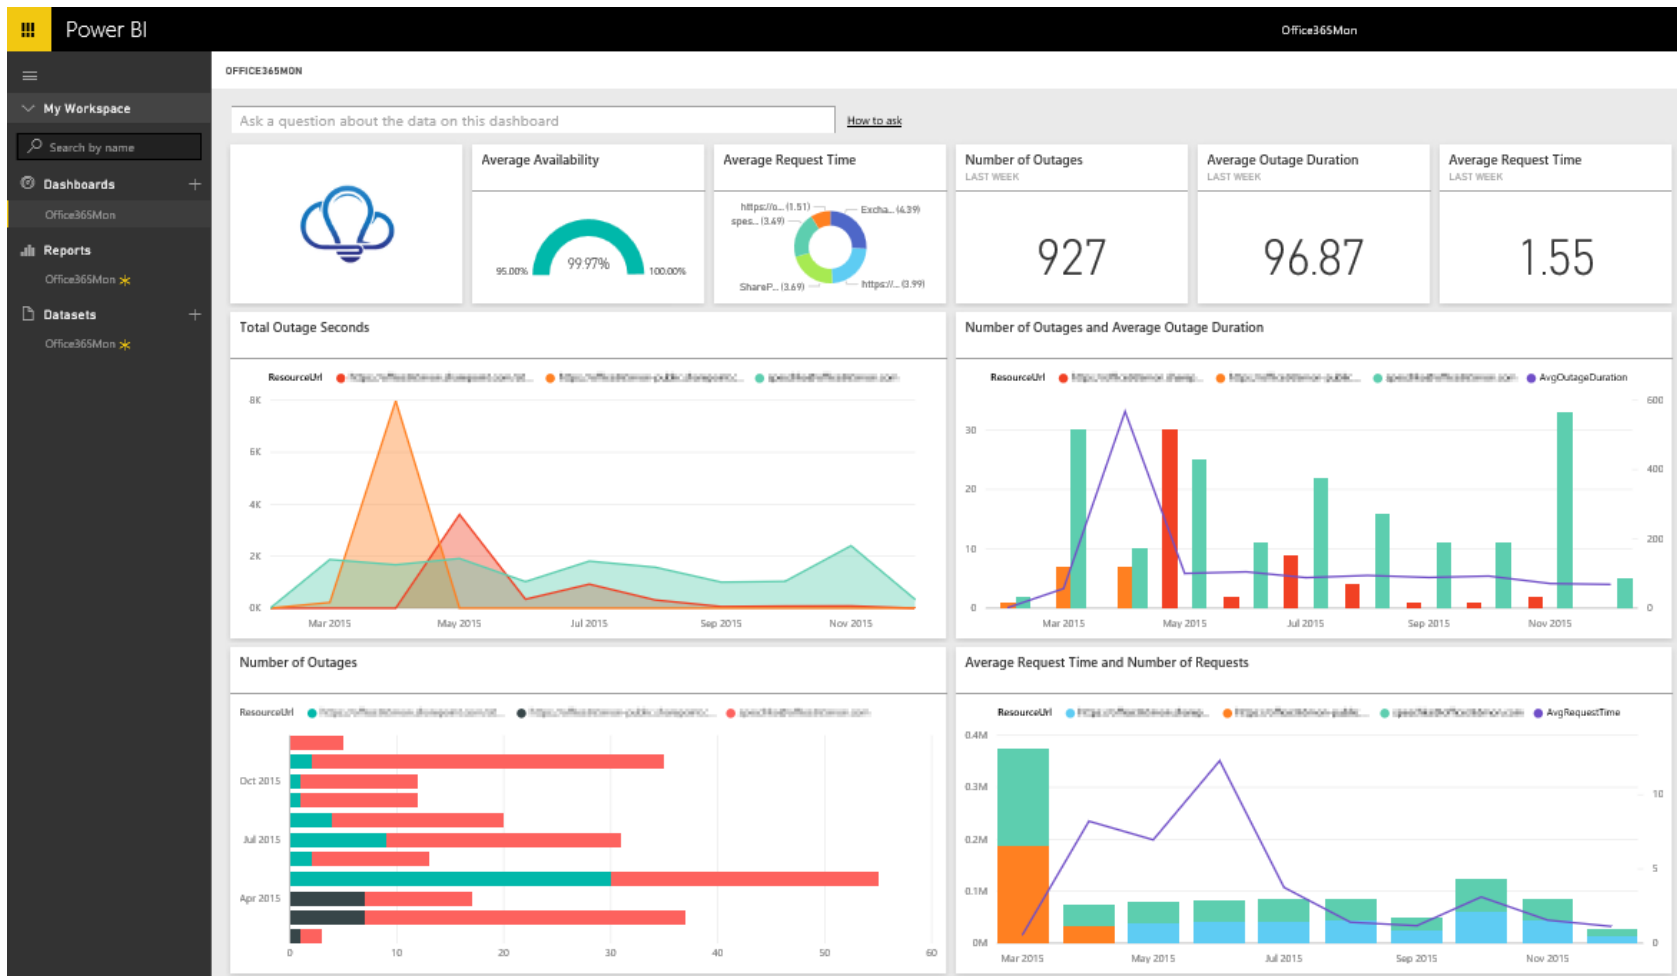 Power BI
Office365Mon
OFFICE365MON
My Workspace
Search by name
Dashboards
Office365Mon
Reports
Office365Mon
Datasets
Office365Mon
Ask a question about the data on this dashboard
How to ask
Average Availability
95.00%
99.97%
100.00%
Average Request Time
https://o... (1.51)
Excha... (4.39)
spes... (3.69)
ShareP... (3.69)
https://... (3.99)
Number of Outages
LAST WEEK
927
Average Outage Duration
LAST WEEK
96.87
Average Request Time
LAST WEEK
1.55
Total Outage Seconds
ResourceUrl
8K
6K
4K
2K
0K
Mar 2015 May 2015 Jul 2015 Sep 2015 Nov 2015
Number of Outages and Average Outage Duration
ResourceUrl AvgOutageDuration
600
30
400
20
200
10
0 0
Mar 2015 May 2015 Jul 2015 Sep 2015 Nov 2015
Number of Outages
ResourceUrl
Oct 2015
Jul 2015
Apr 2015
0 10 20 30 40 50 60
Average Request Time and Number of Requests
ResourceUrl AvgRequestTime
0.4M
0.3M 10
0.2M
5
0.1M
0M 0
Mar 2015 May 2015 Jul 2015 Sep 2015 Nov 2015